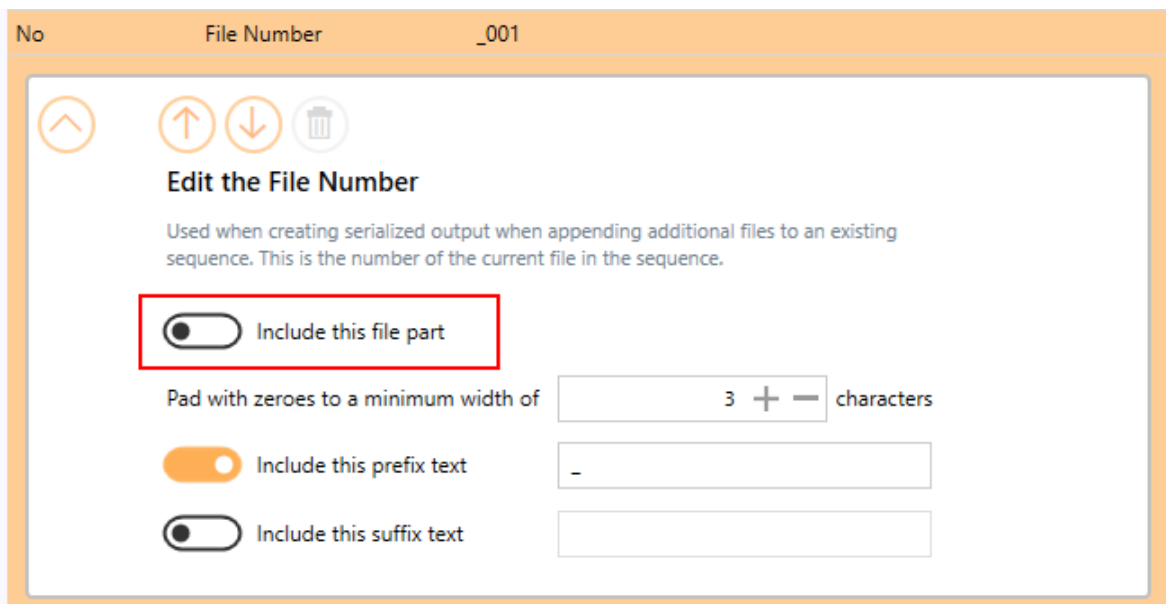 No File Number _001
Edit the File Number
Used when creating serialized output when appending additional files to an existing
sequence. This is the number of the current file in the sequence.
Include this file part
Pad with zeroes to a minimum width of 3 characters
Include this prefix text _
Include this suffix text